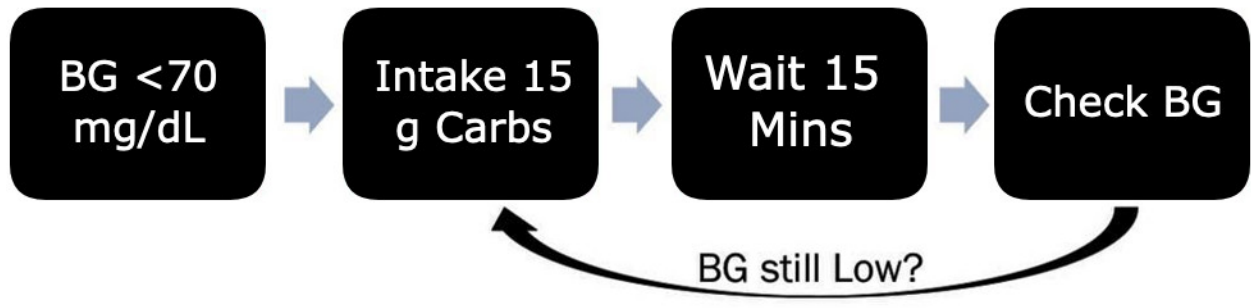 BG <70
mg/dL
Intake 15
g Carbs
Wait 15
Mins
Check BG
BG still Low?